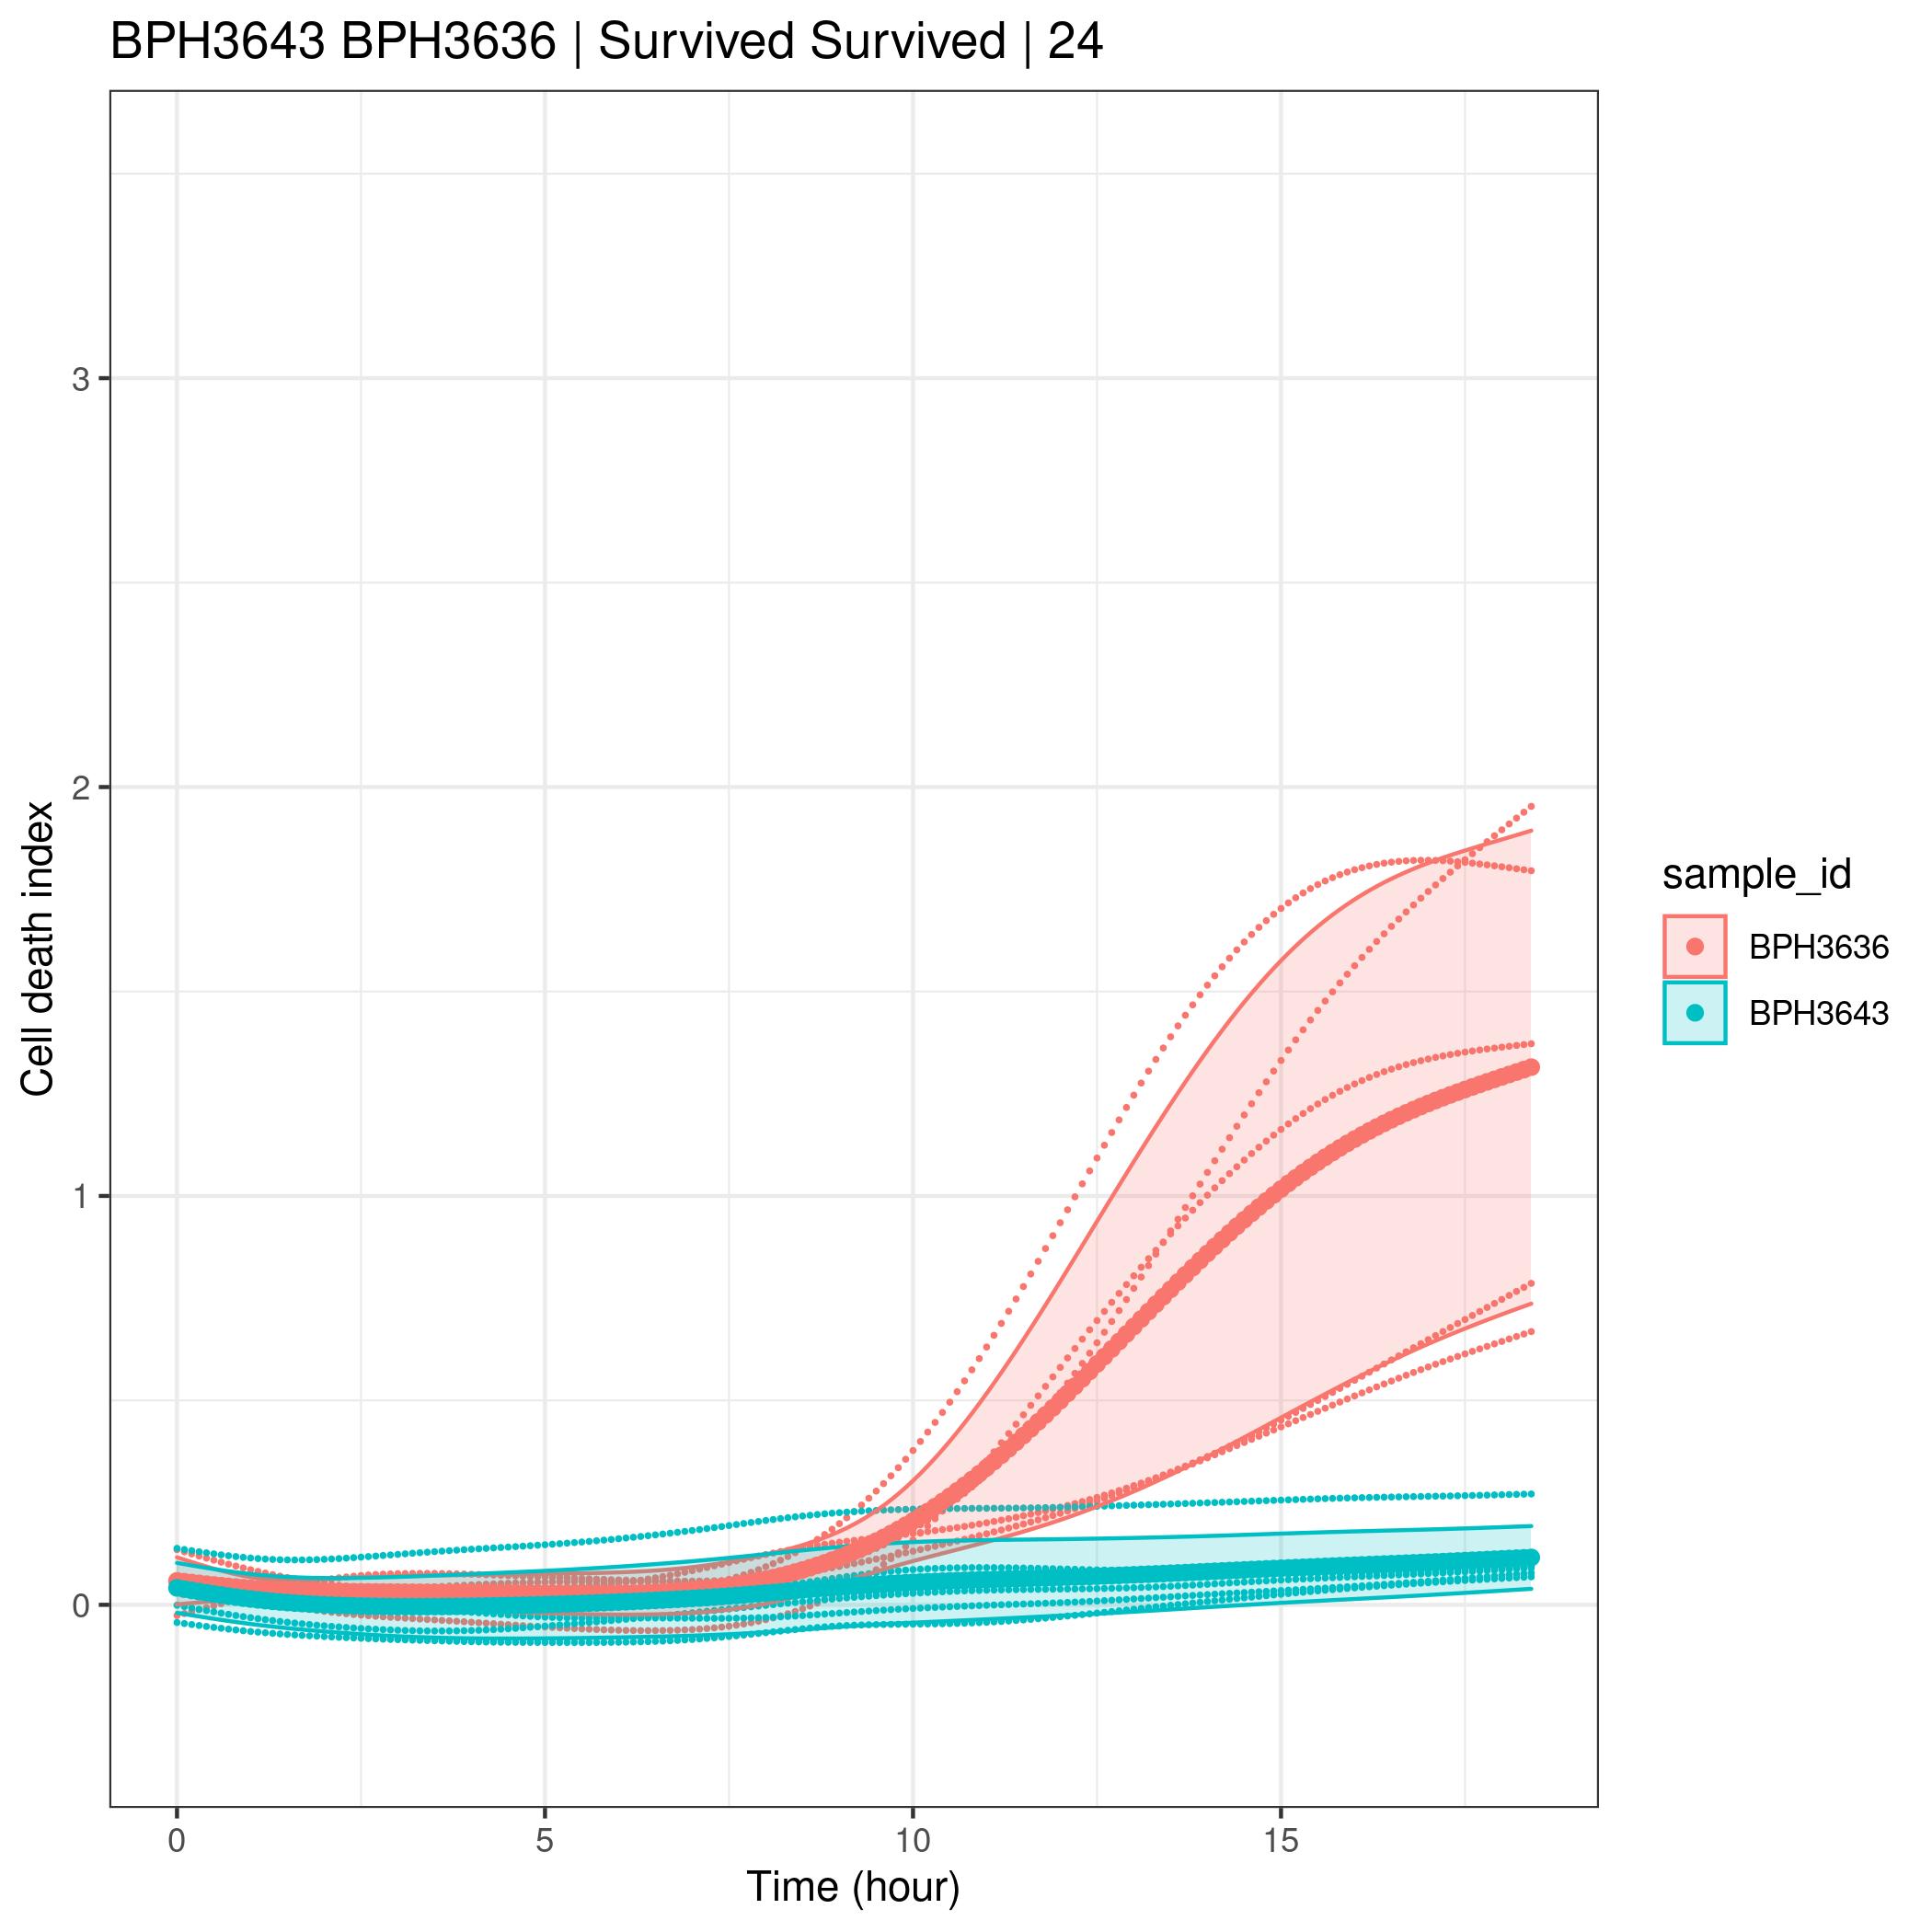 BPH3643 BPH3636 | Survived Survived | 24
3
2
1
0
Cell death index
0 5 10 15
Time (hour)
sample_id
BPH3636
BPH3643